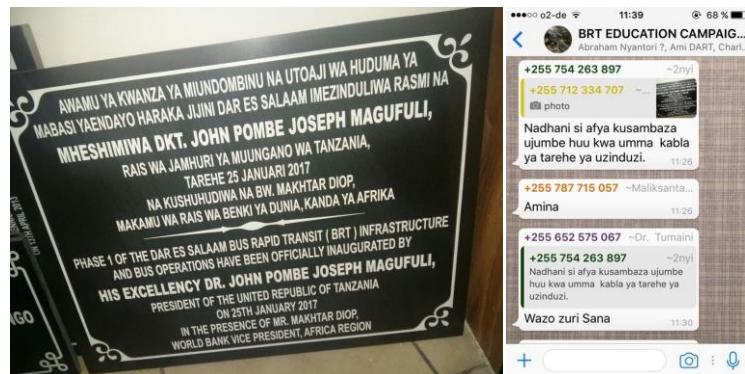 AWAMU YA KWANZA YA MIUNDOMBINU NA UTOAJI WA HUDUMA YA
MABASI YAENDAYO HARAKA JIJINI DAR ES SALAAM IMEZINDULIWA RASMI NA
MHESHIMIWA DKT. JOHN POMBE JOSEPH MAGUFULI,
RAIS WA JAMHURI YA MUUNGANO WA TANZANIA,
TAREHE 25 JANUARI 2017
NA KUSHUHUDIWA NA BW. MAKHTAR DIOP,
MAKAMU WA RAIS WA BENKI YA DUNIA, KANDA YA AFRIKA
PHASE 1 OF THE DAR ES SALAAM BUS RAPID TRANSIT ( BRT ) INFRASTRUCTURE
AND BUS OPERATIONS HAVE BEEN OFFICIALLY INAUGURATED BY
HIS EXCELLENCY DR. JOHN POMBE JOSEPH MAGUFULI,
PRESIDENT OF THE UNITED REPUBLIC OF TANZANIA
ON 25TH JANUARY 2017
IN THE PRESENCE OF MR. MAKHTAR DIOP,
WORLD BANK VICE PRESIDENT, AFRICA REGION
ON 12TH APRIL 2013
NGO
o2-de 11:39 68 %
BRT EDUCATION CAMPAIG...
Abraham Nyantori ?, Ami DART, Charl..
+255 754 263 897 ~2nyi
+255 712 334 707 ~...
photo
Nadhani si afya kusambaza
ujumbe huu kwa umma kabla
ya tarehe ya uzinduzi. 11:26
+255 787 715 057 ~Maliksanta...
Amina 11:26
+255 652 575 067 ~Dr. Tumaini
+255 754 263 897 ~2nyi
Nadhani si afya kusambaza ujumbe
huu kwa umma kabla ya tarehe ya
uzinduzi.
Wazo zuri Sana 11:30